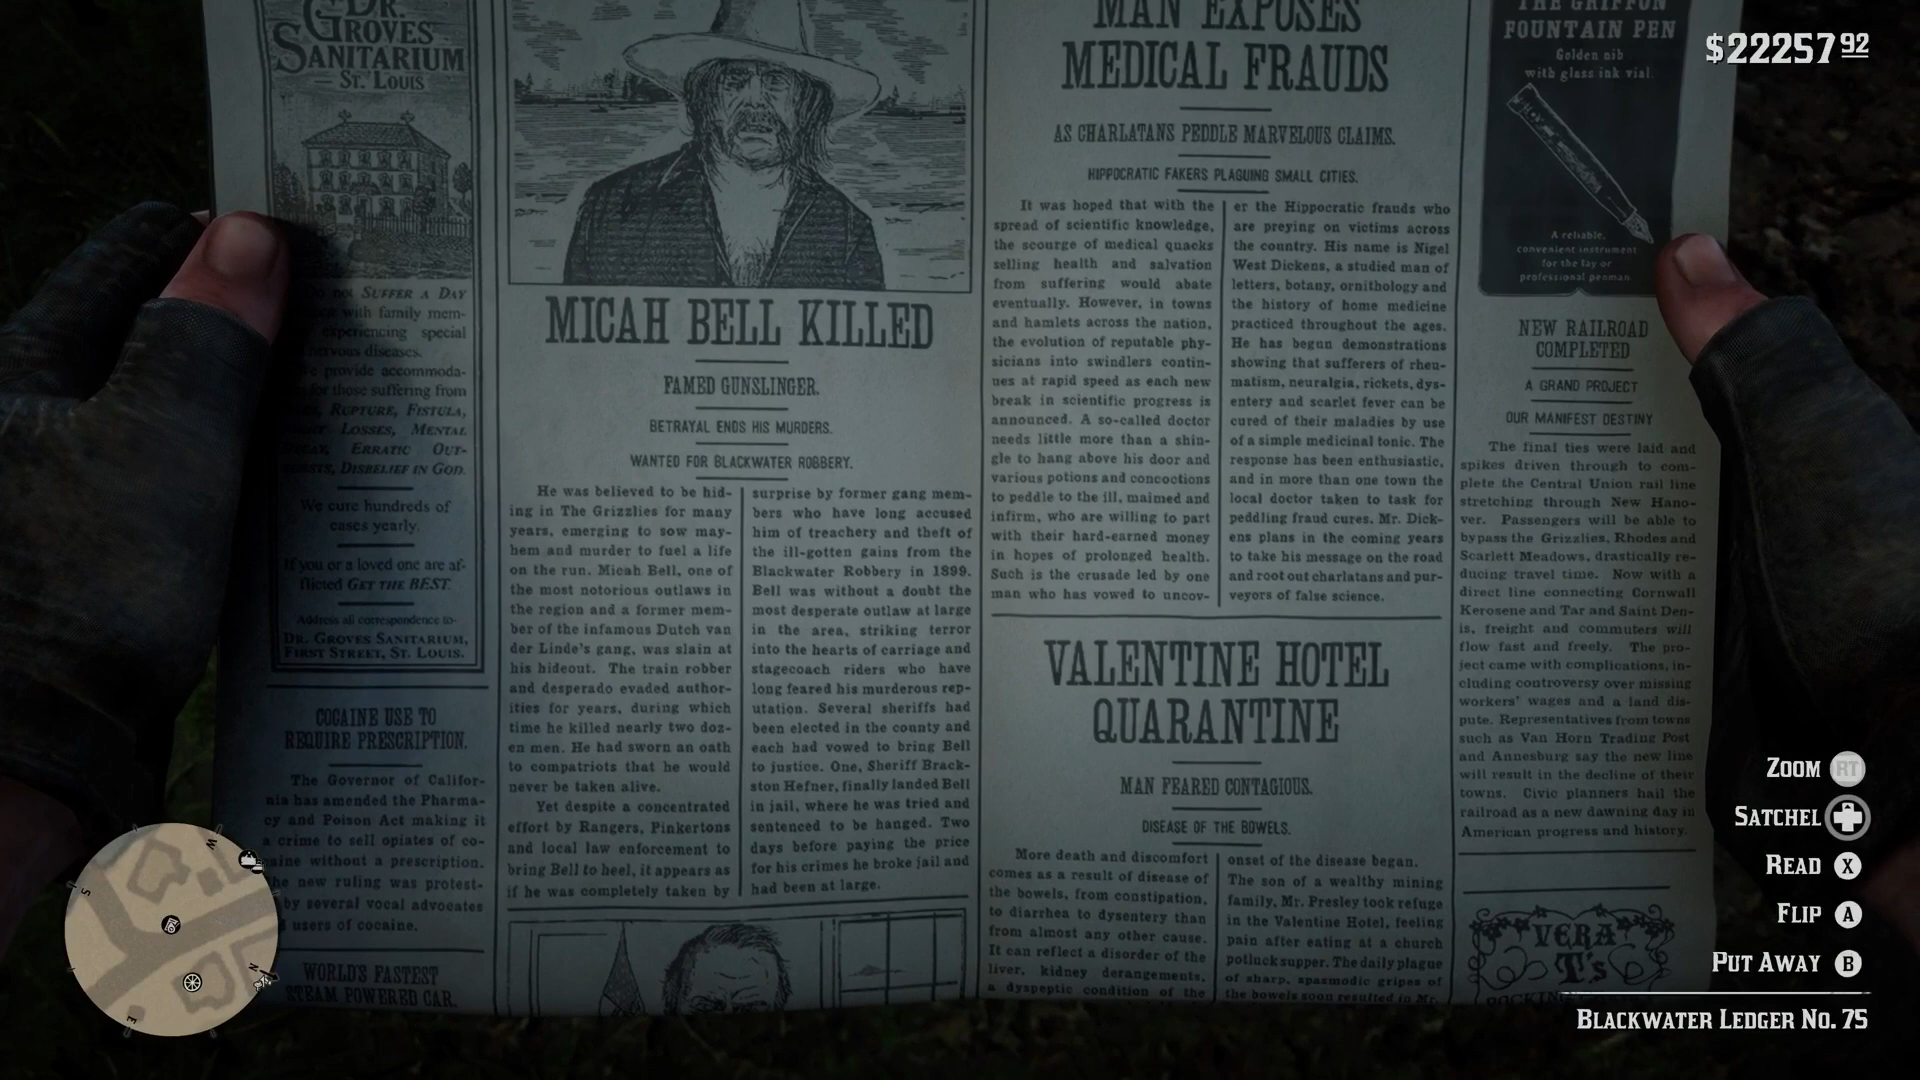 DR.
GROVES
SANITARIUM
ST. LOUIS
SUFFER A DAY
with family mem-
experiencing special
nervous diseases.
provide accommoda-
for those suffering from
RUPTURE, FISTULA,
LOSSES, MENTAL
ERRATIC OUT-
DISBELIEF IN GOD.
We cure hundreds of
cases yearly.
If you or a loved one are af-
flicted GET THE BEST.
Address all correspondence to-
DR. GROVES SANITARIUM,
FIRST STREET, ST. LOUIS.
COCAINE USE TO
REQUIRE PRESCRIPTION.
The Governor of Califor-
nia has amended the Pharma-
cy and Poison Act making it
a crime to sell opiates of co-
caine without a prescription.
The new ruling was protest-
by several vocal advocates
users of cocaine.
WORLD'S FASTEST
STEAM POWERED CAR.
MICAH BELL KILLED
FAMED GUNSLINGER.
BETRAYAL ENDS HIS MURDERS.
WANTED FOR BLACKWATER ROBBERY.
He was believed to be hid-
ing in The Grizzlies for many
years, emerging to sow may-
hem and murder to fuel a life
on the run. Micah Bell, one of
the most notorious outlaws in
the region and a former mem-
ber of the infamous Dutch van
der Linde's gang, was slain at
his hideout. The train robber
and desperado evaded author-
ities for years, during which
time he killed nearly two doz-
en men. He had sworn an oath
to compatriots that he would
never be taken alive.
Yet despite a concentrated
effort by Rangers, Pinkertons
and local law enforcement to
bring Bell to heel, it appears as
if he was completely taken by
surprise by former gang mem-
bers who have long accused
him of treachery and theft of
the ill-gotten gains from the
Blackwater Robbery in 1899.
Bell was without a doubt the
most desperate outlaw at large
in the area, striking terror
into the hearts of carriage and
stagecoach riders who have
long feared his murderous rep-
utation. Several sheriffs had
been elected in the county and
each had vowed to bring Bell
to justice. One, Sheriff Brack-
ston Hefner, finally landed Bell
in jail, where he was tried and
sentenced to be hanged. Two
days before paying the price
for his crimes he broke jail and
had been at large.
MAN EXPOSES
MEDICAL FRAUDS
AS CHARLATANS PEDDLE MARVELOUS CLAIMS.
HIPPOCRATIC FAKERS PLAGUING SMALL CITIES.
It was hoped that with the
spread of scientific knowledge,
the scourge of medical quacks
selling health and salvation
from suffering would abate
eventually. However, in towns
and hamlets across the nation,
the evolution of reputable phy-
sicians into swindlers contin-
ues at rapid speed as each new
break in scientific progress is
announced. A so-called doctor
needs little more than a shin-
gle to hang above his door and
various potions and concoctions
to peddle to the ill, maimed and
infirm, who are willing to part
with their hard-earned money
in hopes of prolonged health.
Such is the crusade led by one
man who has vowed to uncov-
er the Hippocratic frauds who
are preying on victims across
the country. His name is Nigel
West Dickens, a studied man of
letters, botany, ornithology and
the history of home medicine
practiced throughout the ages.
He has begun demonstrations
showing that sufferers of rheu-
matism, neuralgia, rickets, dys-
entery and scarlet fever can be
cured of their maladies by use
of a simple medicinal tonic. The
response has been enthusiastic,
and in more than one town the
local doctor taken to task for
peddling fraud cures. Mr. Dick-
ens plans in the coming years
to take his message on the road
and root out charlatans and pur-
veyors of false science.
VALENTINE HOTEL
QUARANTINE
MAN FEARED CONTAGIOUS.
DISEASE OF THE BOWELS.
More death and discomfort
comes as a result of disease of
the bowels, from constipation,
to diarrhea to dysentery than
from almost any other cause.
It can reflect a disorder of the
liver, kidney derangements,
a dyspeptic condition of the
onset of the disease began.
The son of a wealthy mining
family, Mr. Presley took refuge
in the Valentine Hotel, feeling
pain after eating at a church
potluck supper. The daily plague
of sharp, spasmodic gripes of
the bowels soon resulted in Mr.
THE GRIFFON
FOUNTAIN PEN
Golden nib
with glass ink vial.
A reliable,
convenient instrument
for the lay or
professional penman
NEW RAILROAD
COMPLETED
A GRAND PROJECT
OUR MANIFEST DESTINY
The final ties were laid and
spikes driven through to com-
plete the Central Union rail line
stretching through New Hano-
ver. Passengers will be able to
bypass the Grizzlies, Rhodes and
Scarlett Meadows, drastically re-
ducing travel time. Now with a
direct line connecting Cornwall
Kerosene and Tar and Saint Den-
is, freight and commuters will
flow fast and freely. The pro-
ject came with complications, in-
cluding controversy over missing
workers' wages and a land dis-
pute. Representatives from towns
such as Van Horn Trading Post
and Annesburg say the new line
will result in the decline of their
towns. Civic planners hail the
railroad as a new dawning day in
American progress and history.
VERA
T's
$22257 92
ZOOM RT
SATCHEL
READ X
FLIP A
PUT AWAY B
BLACKWATER LEDGER NO. 75
W
S
N
E